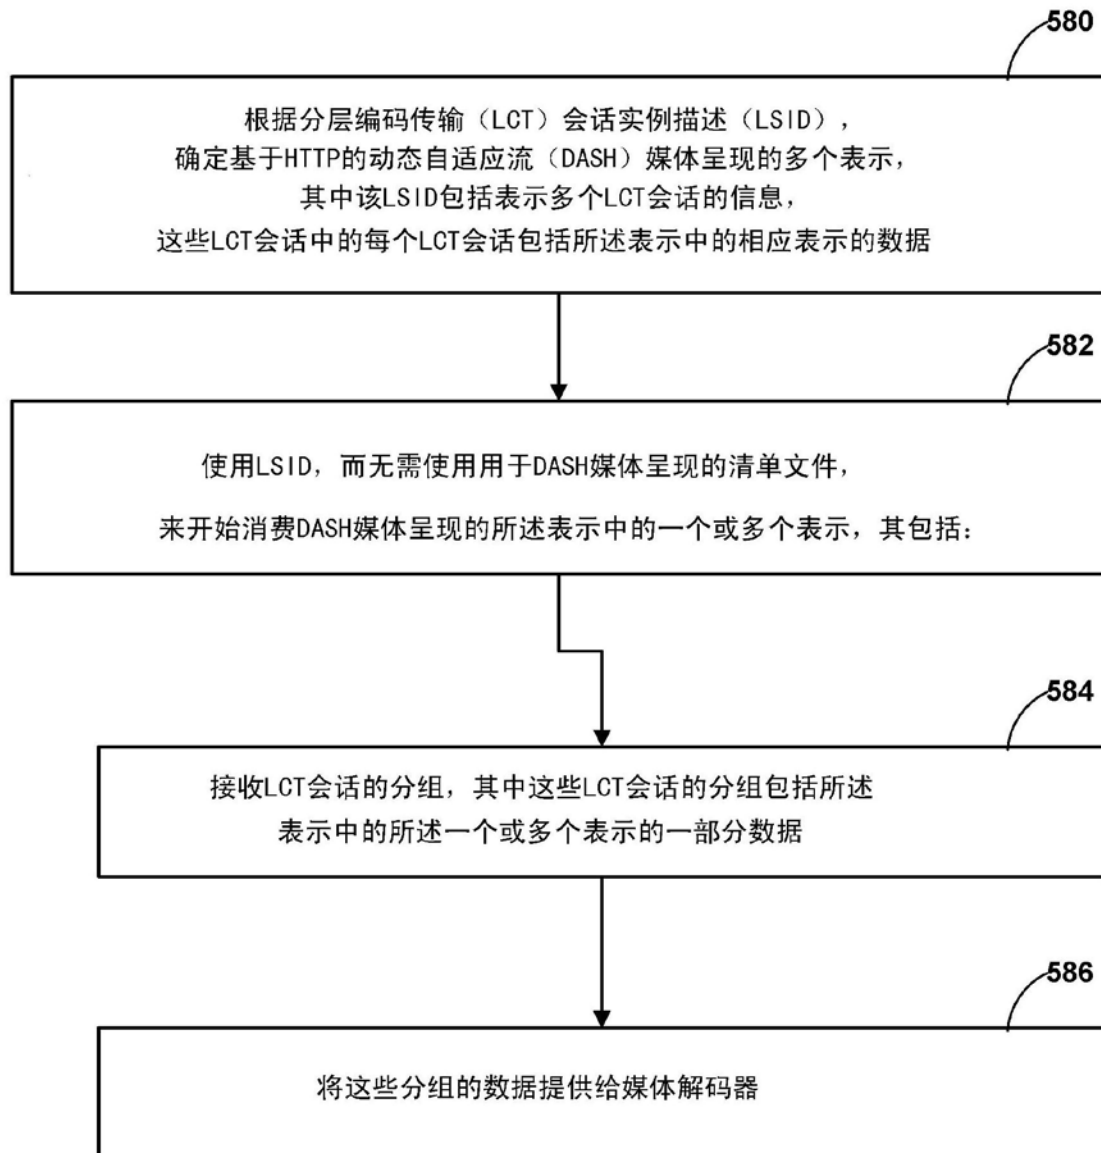 580
根据分层编码传输（LCT）会话实例描述（LSID），
确定基于HTTP的动态自适应流（DASH）媒体呈现的多个表示，
其中该LSID包括表示多个LCT会话的信息，
这些LCT会话中的每个LCT会话包括所述表示中的相应表示的数据
582
使用LSID，而无需使用用于DASH媒体呈现的清单文件，
来开始消费DASH媒体呈现的所述表示中的一个或多个表示，其包括：
584
接收LCT会话的分组，其中这些LCT会话的分组包括所述
表示中的所述一个或多个表示的一部分数据
586
将这些分组的数据提供给媒体解码器